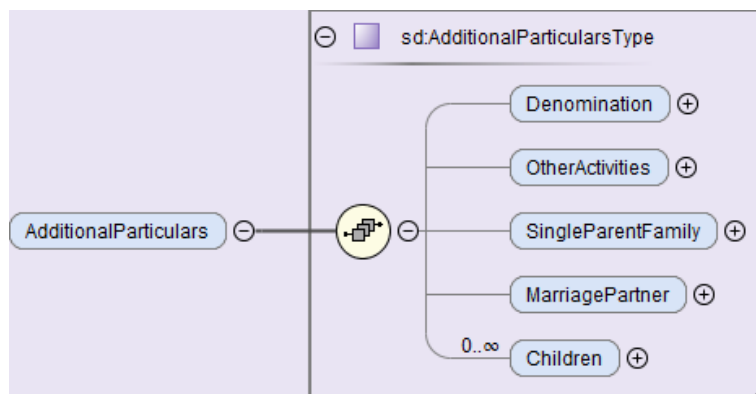 sd:AdditionalParticularsType
Denomination
OtherActivities
AdditionalParticulars
SingleParentFamily
MarriagePartner
0..∞
Children